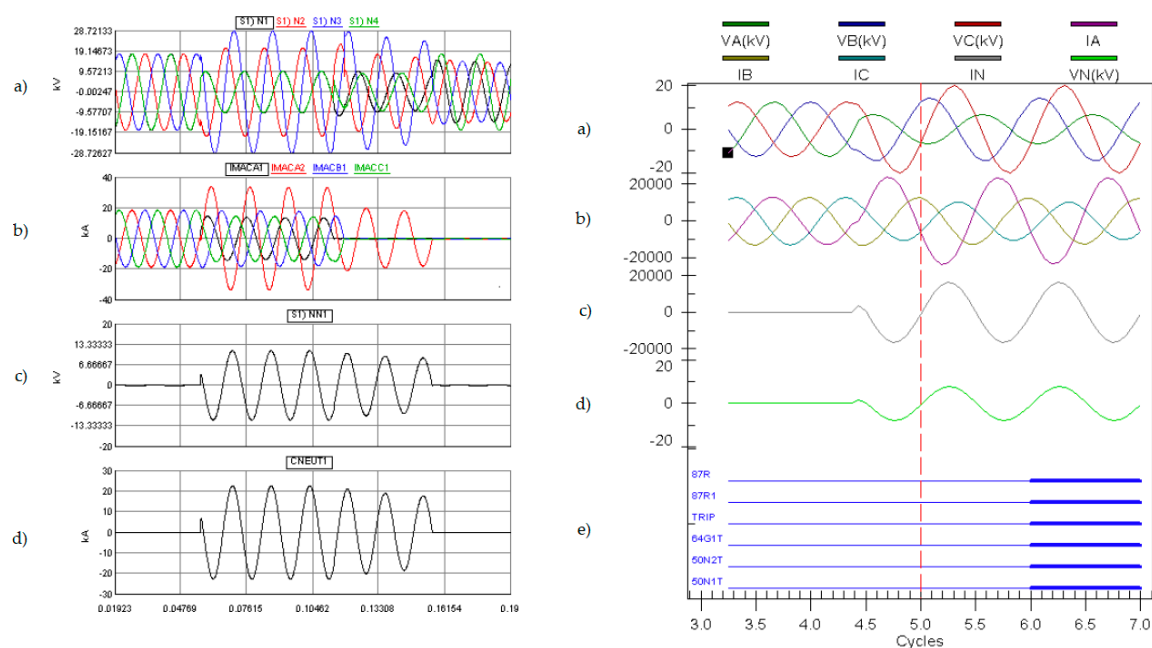 S1) N1 S1) N2 S1) N3 S1) N4
28.72133
19.14673
9.57213
-0.00247
-9.57707
-19.15167
-28.72627
kV
a)
IMACA1 IMACA2 IMACB1 IMACC1
40
20
0
-20
-40
kA
b)
S1) NN1
20
13.33333
6.66667
0
-6.66667
-13.33333
-20
kV
c)
CNEUT1
30
20
10
0
-10
-20
-30
kA
d)
0.01923 0.04769 0.07615 0.10462 0.13308 0.16154 0.19
VA(kV) VB(kV) VC(kV) IA
IB IC IN VN(kV)
a)
20
0
-20
b)
20000
0
-20000
c)
20000
0
-20000
d)
20
0
-20
e)
87R
87R1
TRIP
64G1T
50N2T
50N1T
3.0 3.5 4.0 4.5 5.0 5.5 6.0 6.5 7.0
Cycles